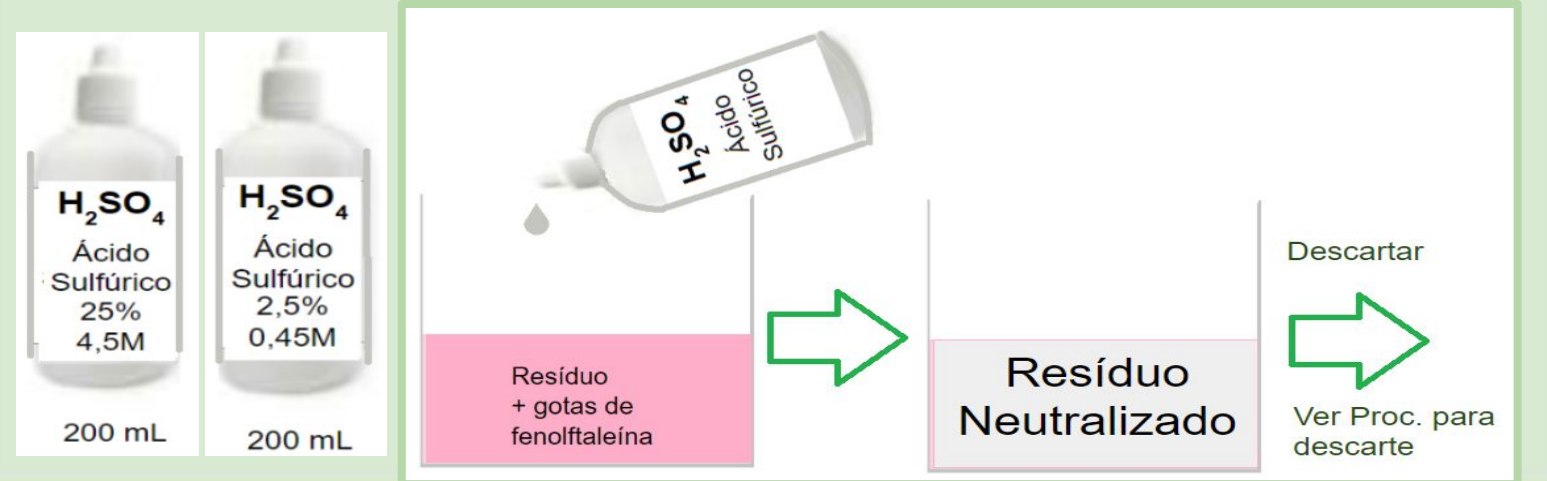 H₂SO₄
Ácido
Sulfúrico
25%
4,5M
200 mL
H₂SO₄
Ácido
Sulfúrico
2,5%
0,45M
200 mL
H₂SO₄
Ácido
Sulfúrico
Resíduo
+ gotas de
fenolftaleína
Resíduo
Neutralizado
Descartar
Ver Proc. para
descarte